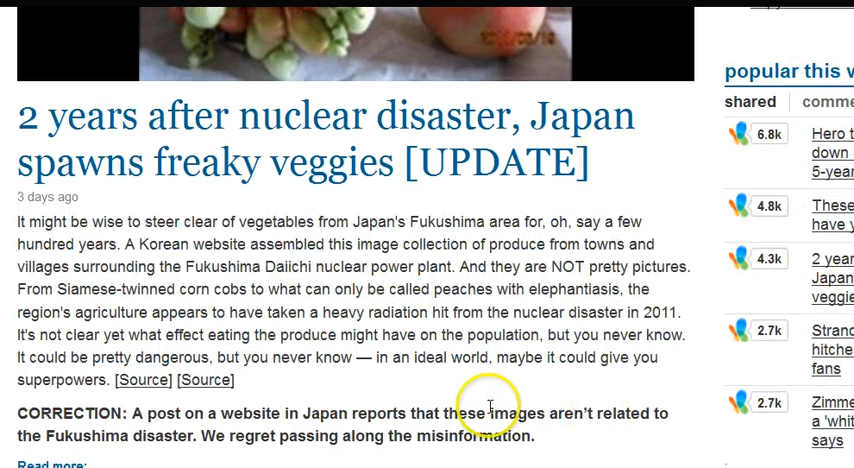 2 years after nuclear disaster, Japan
spawns freaky veggies [UPDATE]
3 days ago
It might be wise to steer clear of vegetables from Japan's Fukushima area for, oh, say a few
hundred years. A Korean website assembled this image collection of produce from towns and
villages surrounding the Fukushima Daiichi nuclear power plant. And they are NOT pretty pictures.
From Siamese-twinned corn cobs to what can only be called peaches with elephantiasis, the
region's agriculture appears to have taken a heavy radiation hit from the nuclear disaster in 2011.
It's not clear yet what effect eating the produce might have on the population, but you never know.
It could be pretty dangerous, but you never know — in an ideal world, maybe it could give you
superpowers. [Source] [Source]
CORRECTION: A post on a website in Japan reports that these images aren't related to
the Fukushima disaster. We regret passing along the misinformation.
Read more:
popular this
shared
comme
6.8k
Hero
down
5-year
4.8k
These
have
4.3k
2 year
Japan
veggie
2.7k
Stran
hitche
fans
2.7k
Zimme
a 'whit
says